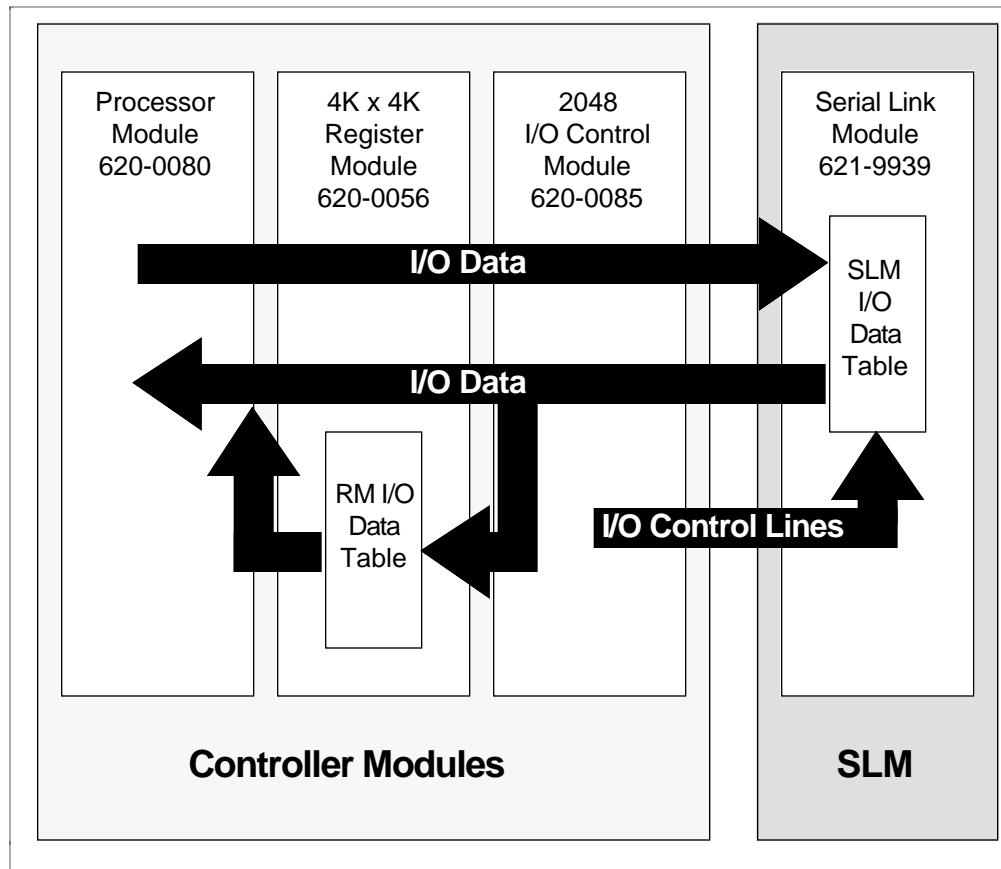 Processor
Module
620-0080
4K x 4K
Register
Module
620-0056
2048
I/O Control
Module
620-0085
Serial Link
Module
621-9939
I/O Data
SLM
I/O
Data
Table
I/O Data
RM I/O
Data
Table
I/O Control Lines
Controller Modules
SLM